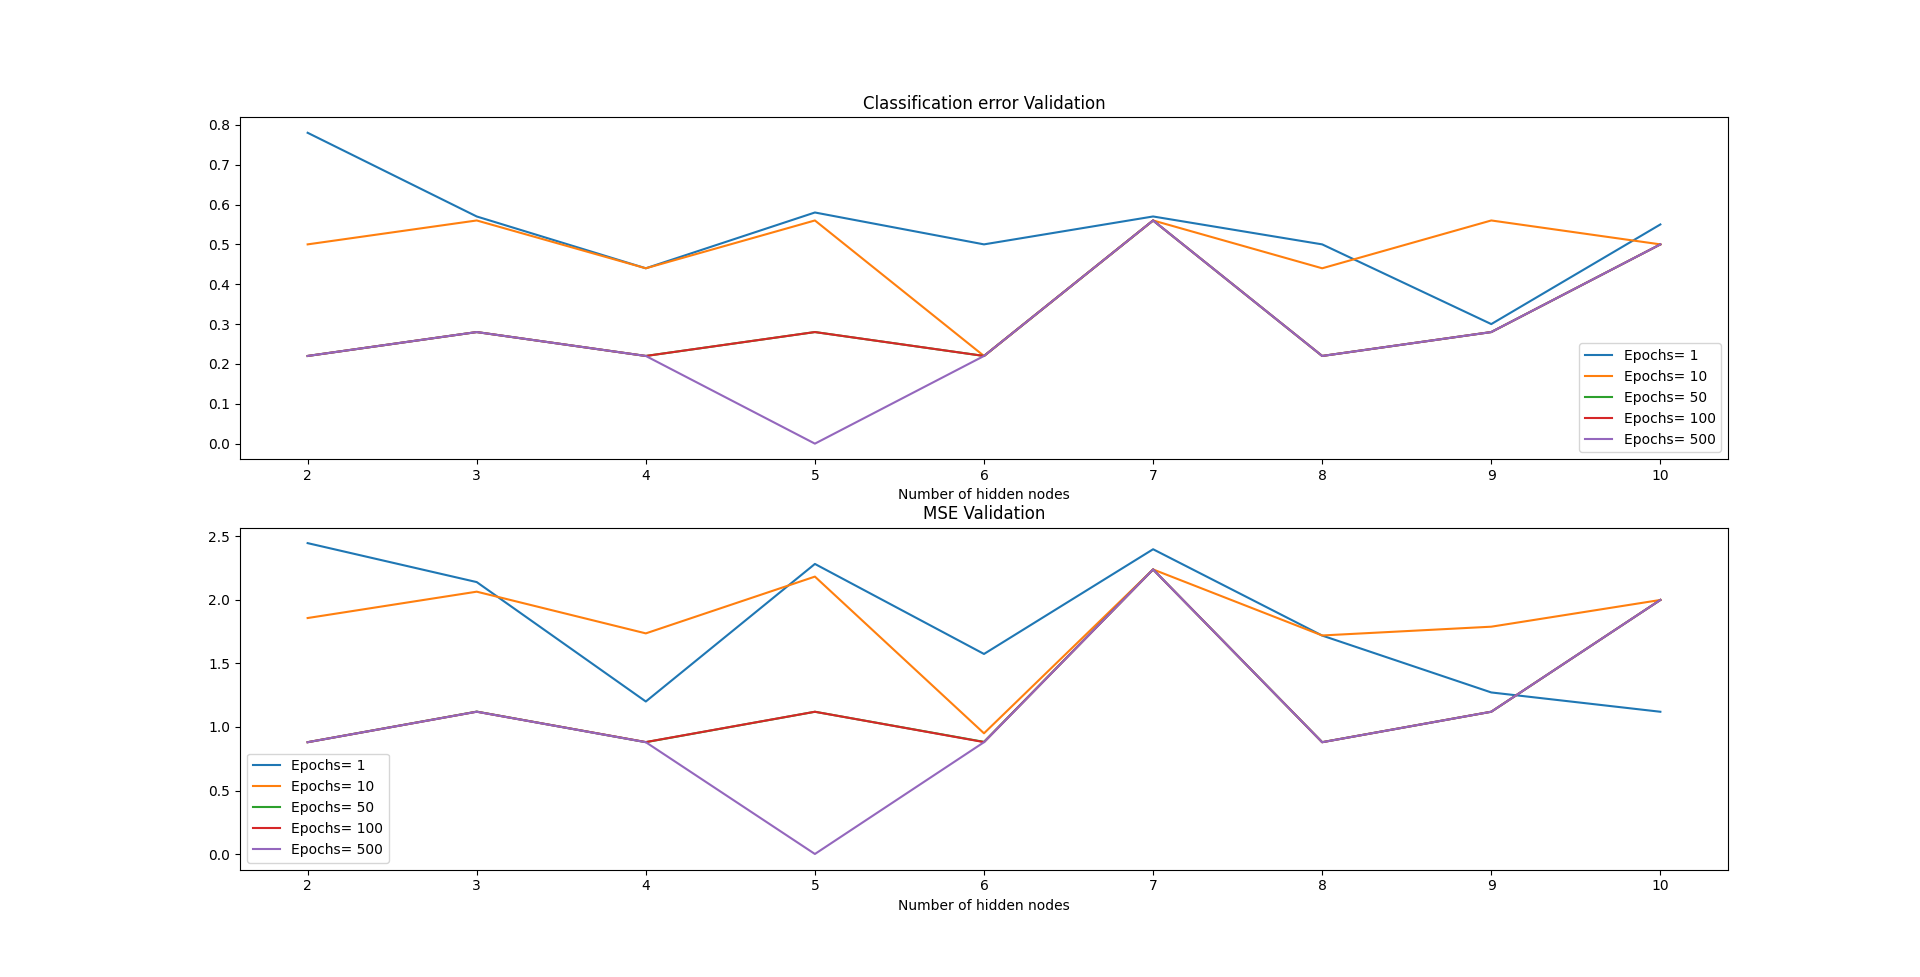 Classification error Validation
0.8
0.7
0.6
0.5
0.4
0.3
0.2
0.1
0.0
Epochs= 1
Epochs= 10
Epochs= 50
Epochs= 100
Epochs= 500
2 3 4 5 6 7 8 9 10
Number of hidden nodes
MSE Validation
2.5
2.0
1.5
1.0
0.5
0.0
Epochs= 1
Epochs= 10
Epochs= 50
Epochs= 100
Epochs= 500
2 3 4 5 6 7 8 9 10
Number of hidden nodes